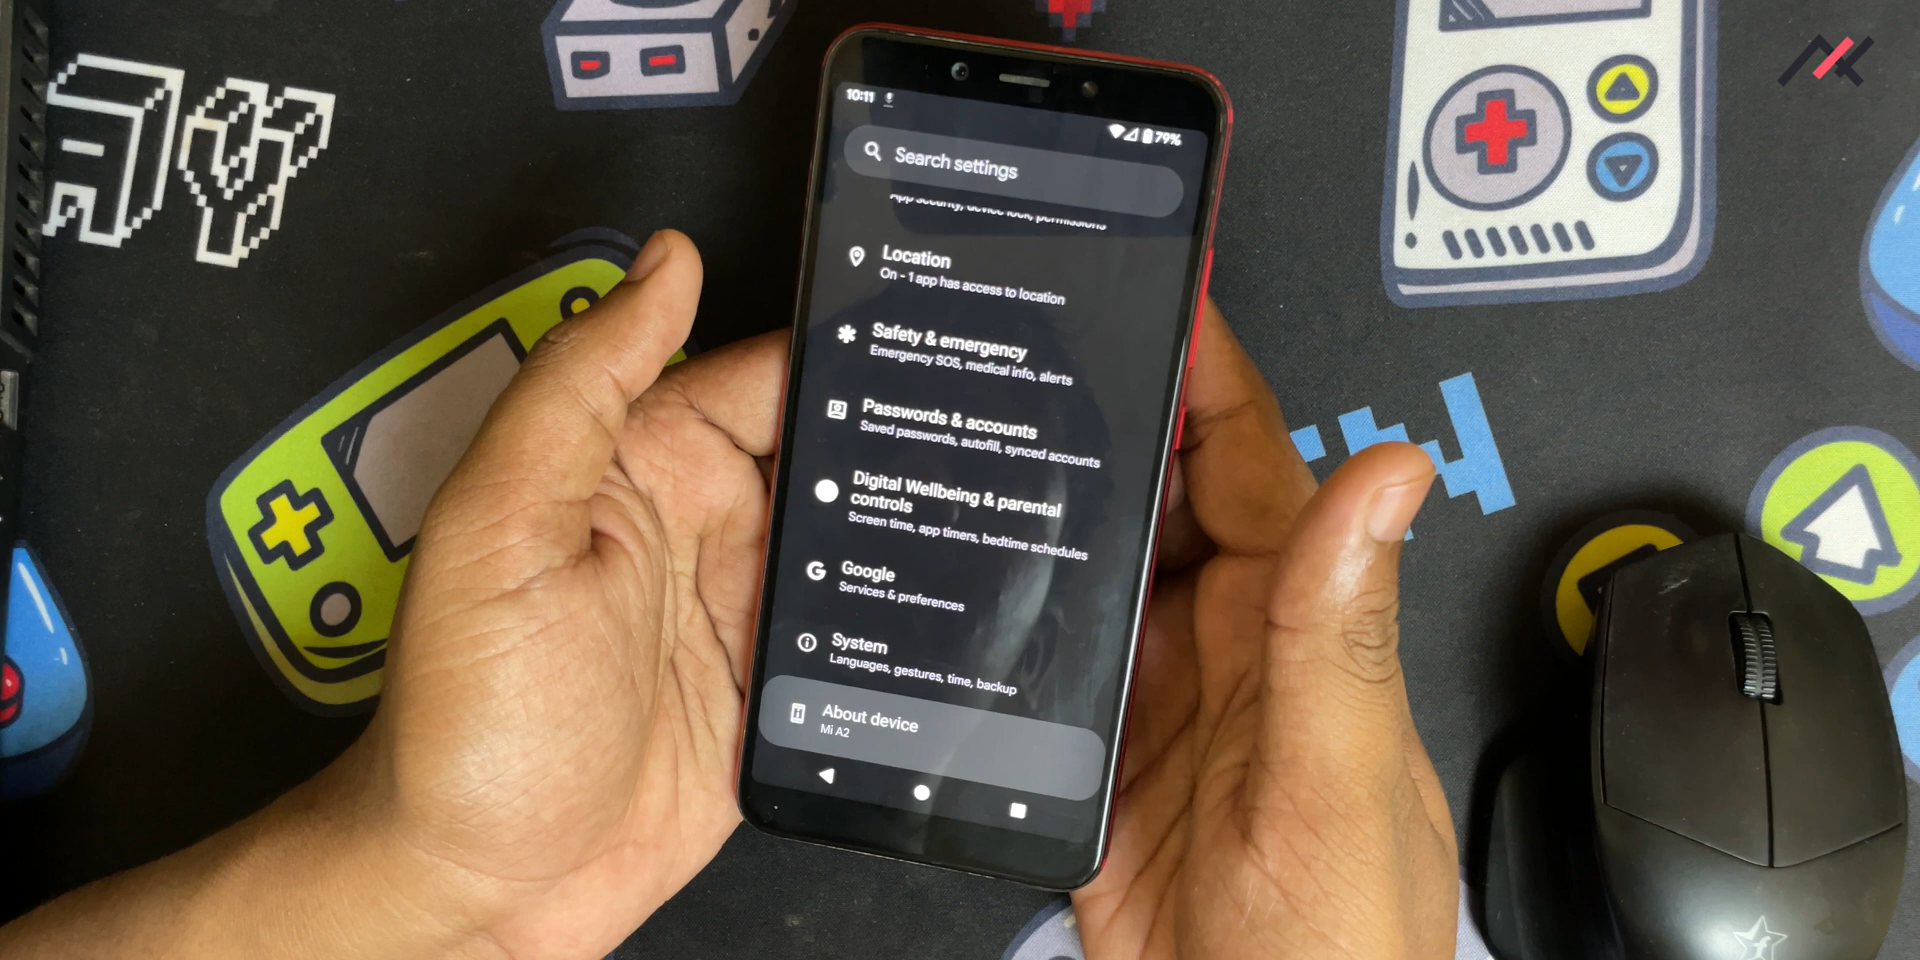 AY
10:11
79%
Search settings
App security, device lock, permissions
Location
On - 1 app has access to location
Safety & emergency
Emergency SOS, medical info, alerts
Passwords & accounts
Saved passwords, autofill, synced accounts
Digital Wellbeing & parental
controls
Screen time, app timers, bedtime schedules
Google
Services & preferences
System
Languages, gestures, time, backup
About device
Mi A2